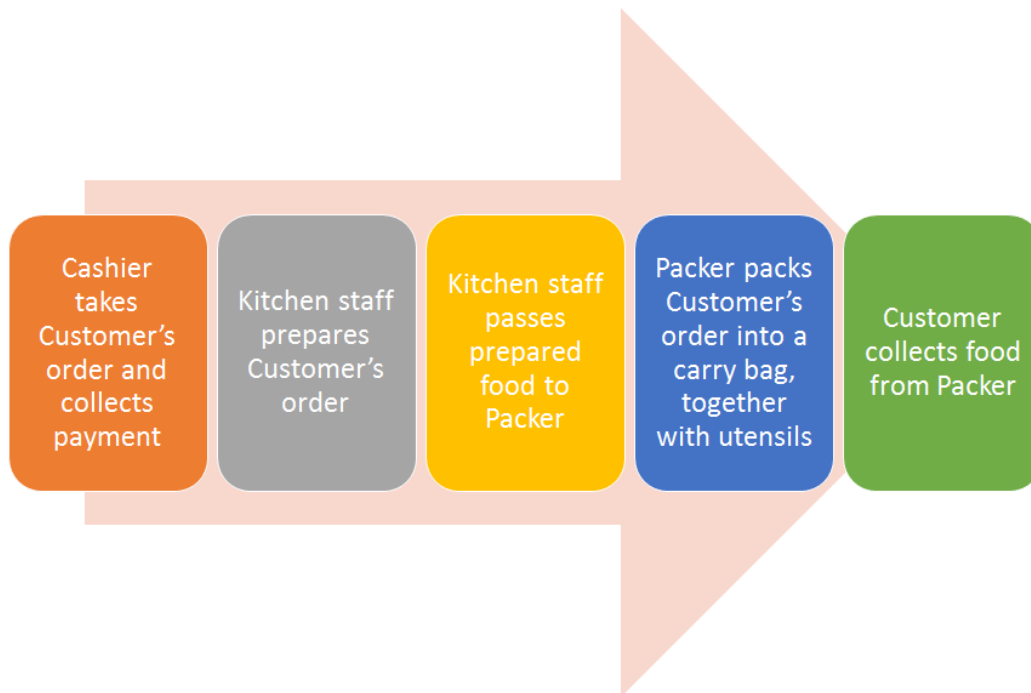 Cashier
takes
Customer’s
order and
collects
payment
Kitchen staff
prepares
Customer’s
order
Kitchen staff
passes
prepared
food to
Packer
Packer packs
Customer’s
order into a
carry bag,
together
with utensils
Customer
collects food
from Packer